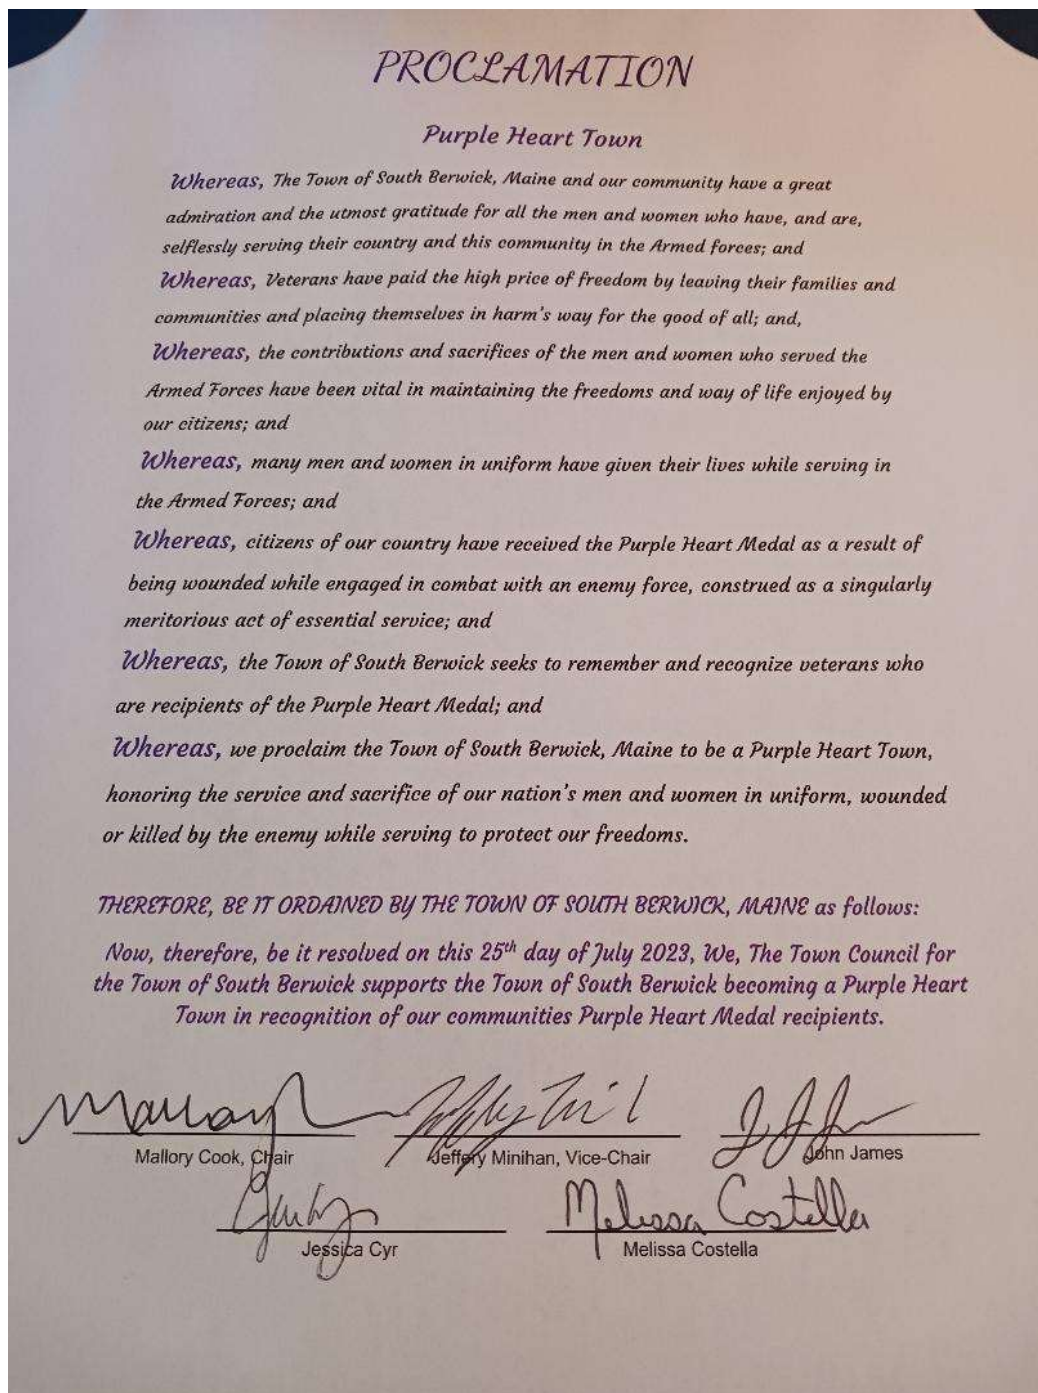 PROCLAMATION
Purple Heart Town
Whereas, The Town of South Berwick, Maine and our community have a great
admiration and the utmost gratitude for all the men and women who have, and are,
selflessly serving their country and this community in the Armed forces; and
Whereas, Veterans have paid the high price of freedom by leaving their families and
communities and placing themselves in harm's way for the good of all; and,
Whereas, the contributions and sacrifices of the men and women who served the
Armed Forces have been vital in maintaining the freedoms and way of life enjoyed by
our citizens; and
Whereas, many men and women in uniform have given their lives while serving in
the Armed Forces; and
Whereas, citizens of our country have received the Purple Heart Medal as a result of
being wounded while engaged in combat with an enemy force, construed as a singularly
meritorious act of essential service; and
Whereas, the Town of South Berwick seeks to remember and recognize veterans who
are recipients of the Purple Heart Medal; and
Whereas, we proclaim the Town of South Berwick, Maine to be a Purple Heart Town,
honoring the service and sacrifice of our nation's men and women in uniform, wounded
or killed by the enemy while serving to protect our freedoms.
THEREFORE, BE IT ORDAINED BY THE TOWN OF SOUTH BERWICK, MAINE as follows:
Now, therefore, be it resolved on this 25th day of July 2023, We, The Town Council for
the Town of South Berwick supports the Town of South Berwick becoming a Purple Heart
Town in recognition of our communities Purple Heart Medal recipients.
Mallory Cook, Chair Jeffery Minihan, Vice-Chair John James
Melissa Costella
Jessica Cyr Melissa Costella